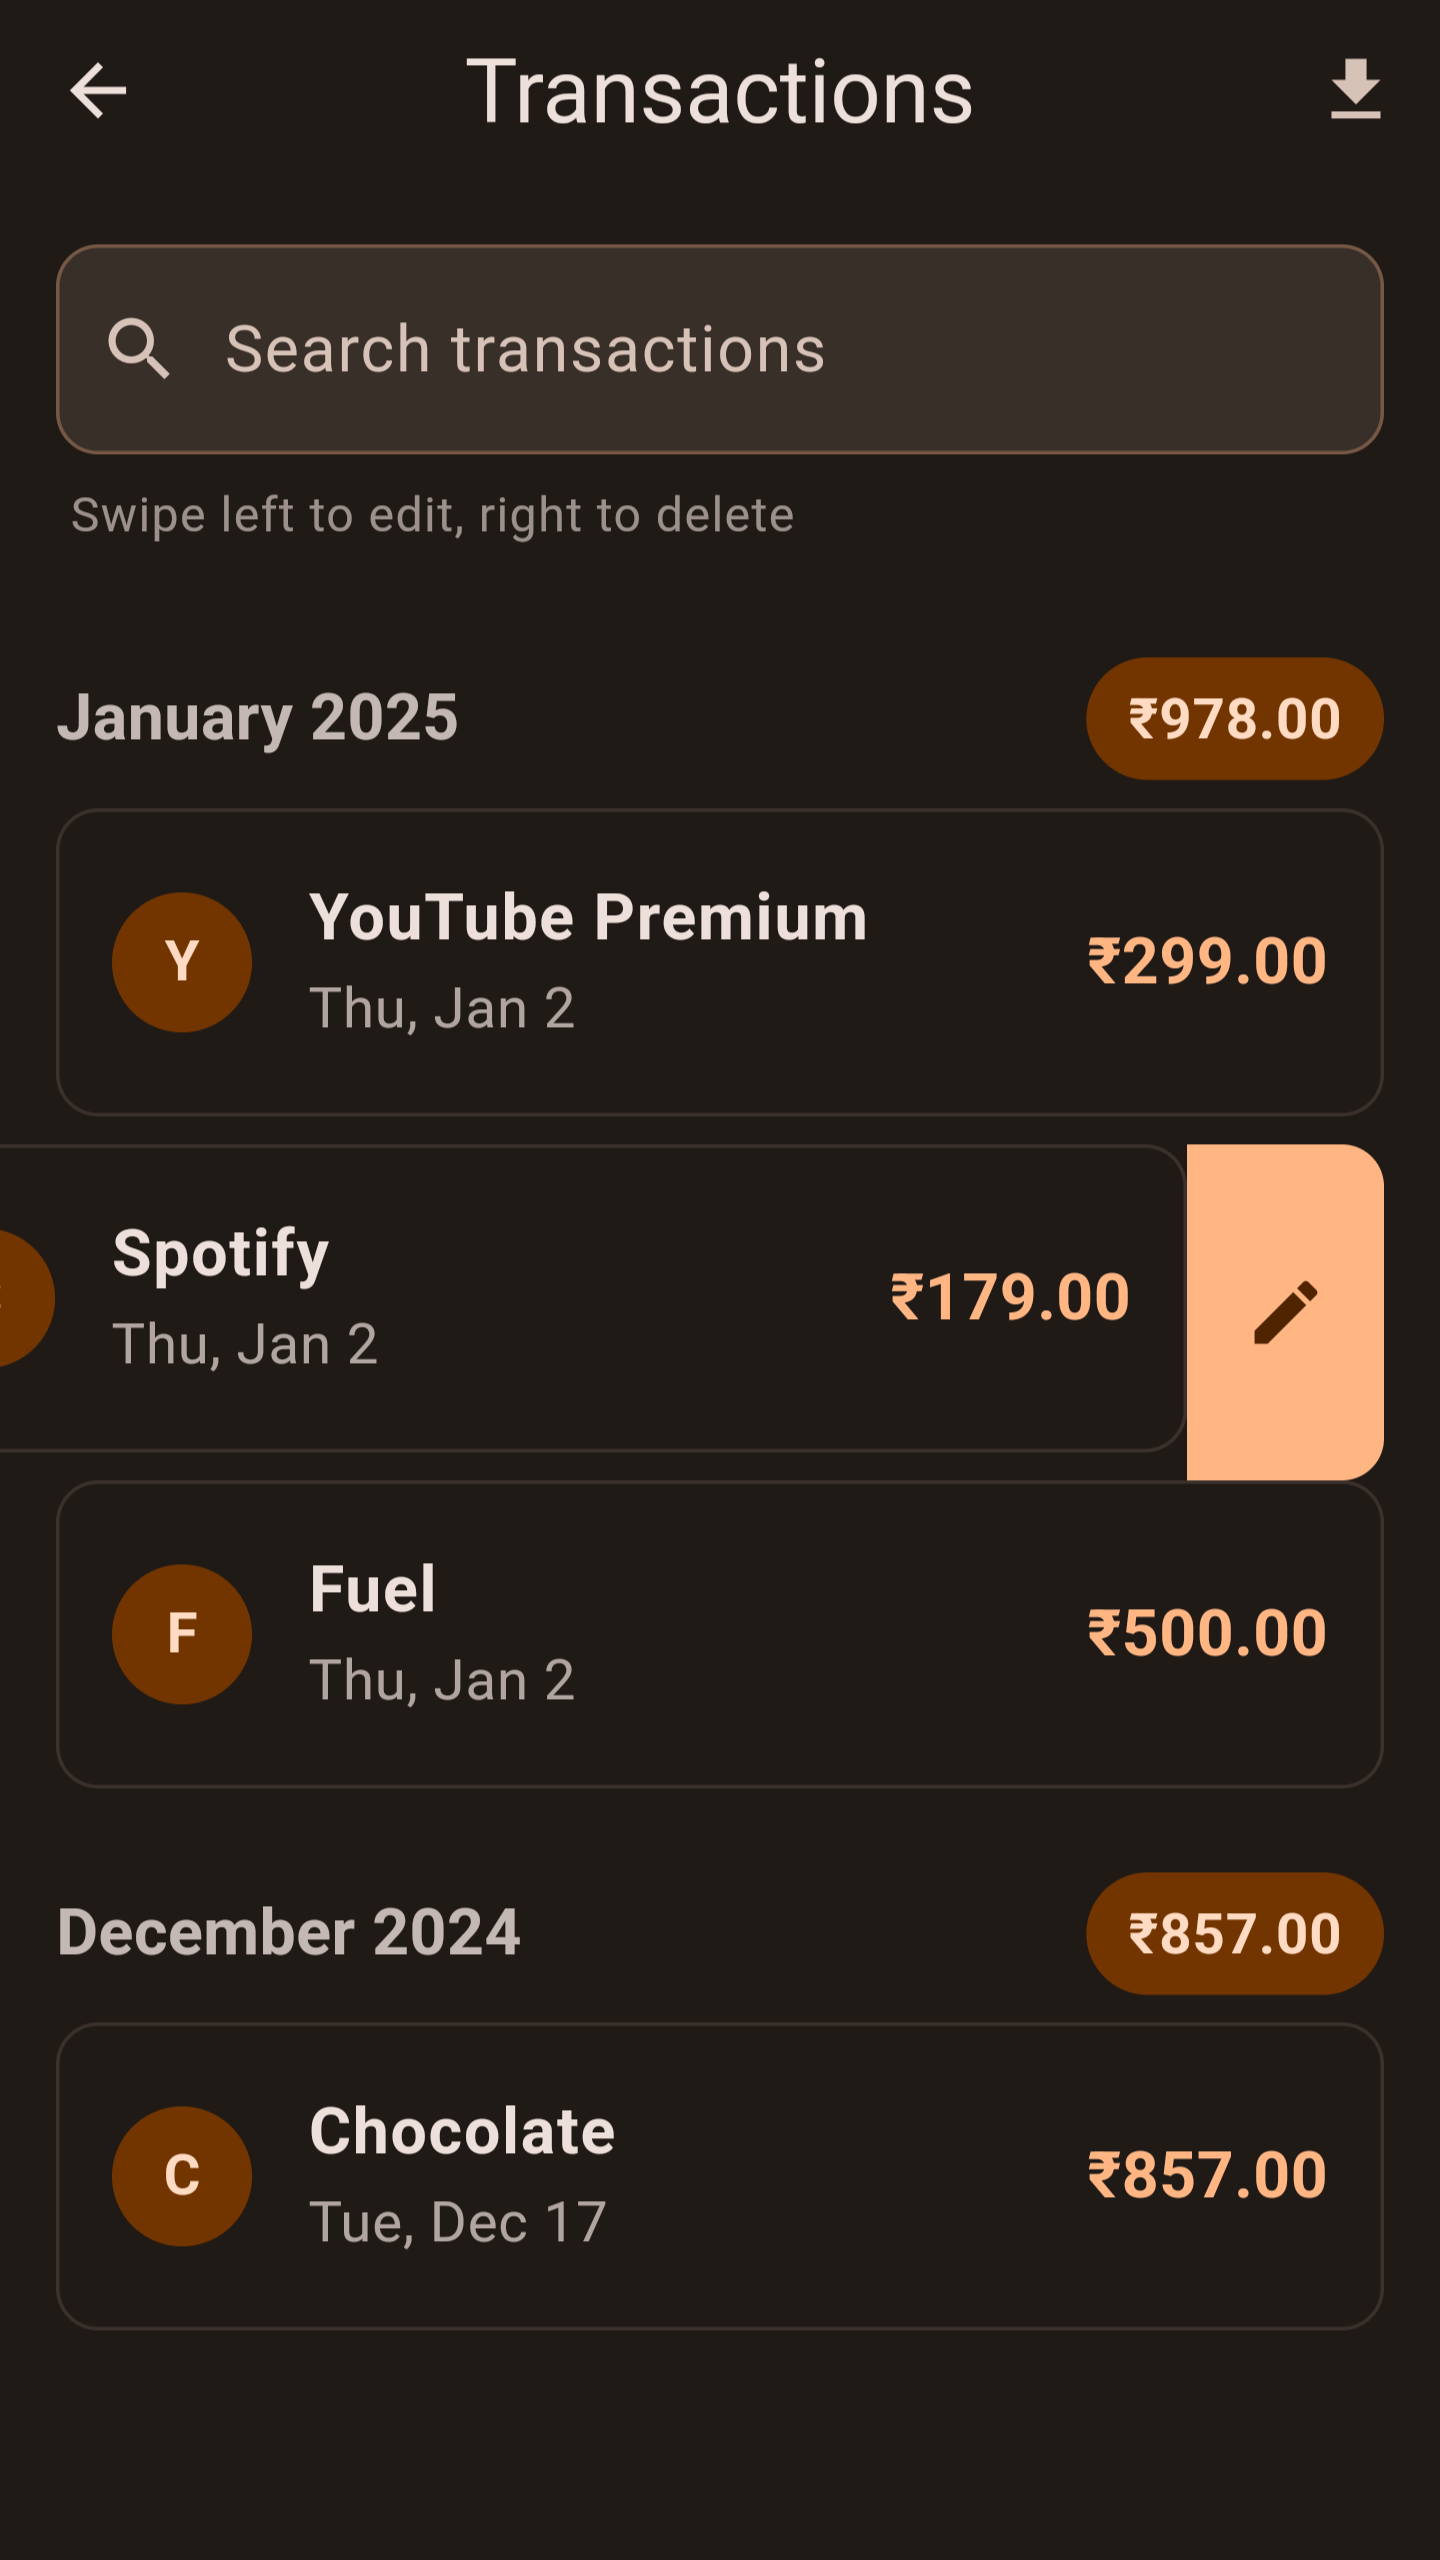 Transactions
Search transactions
Swipe left to edit, right to delete
January 2025
₹978.00
Y
YouTube Premium
Thu, Jan 2
₹299.00
Spotify
Thu, Jan 2
₹179.00
F
Fuel
Thu, Jan 2
₹500.00
December 2024
₹857.00
C
Chocolate
Tue, Dec 17
₹857.00